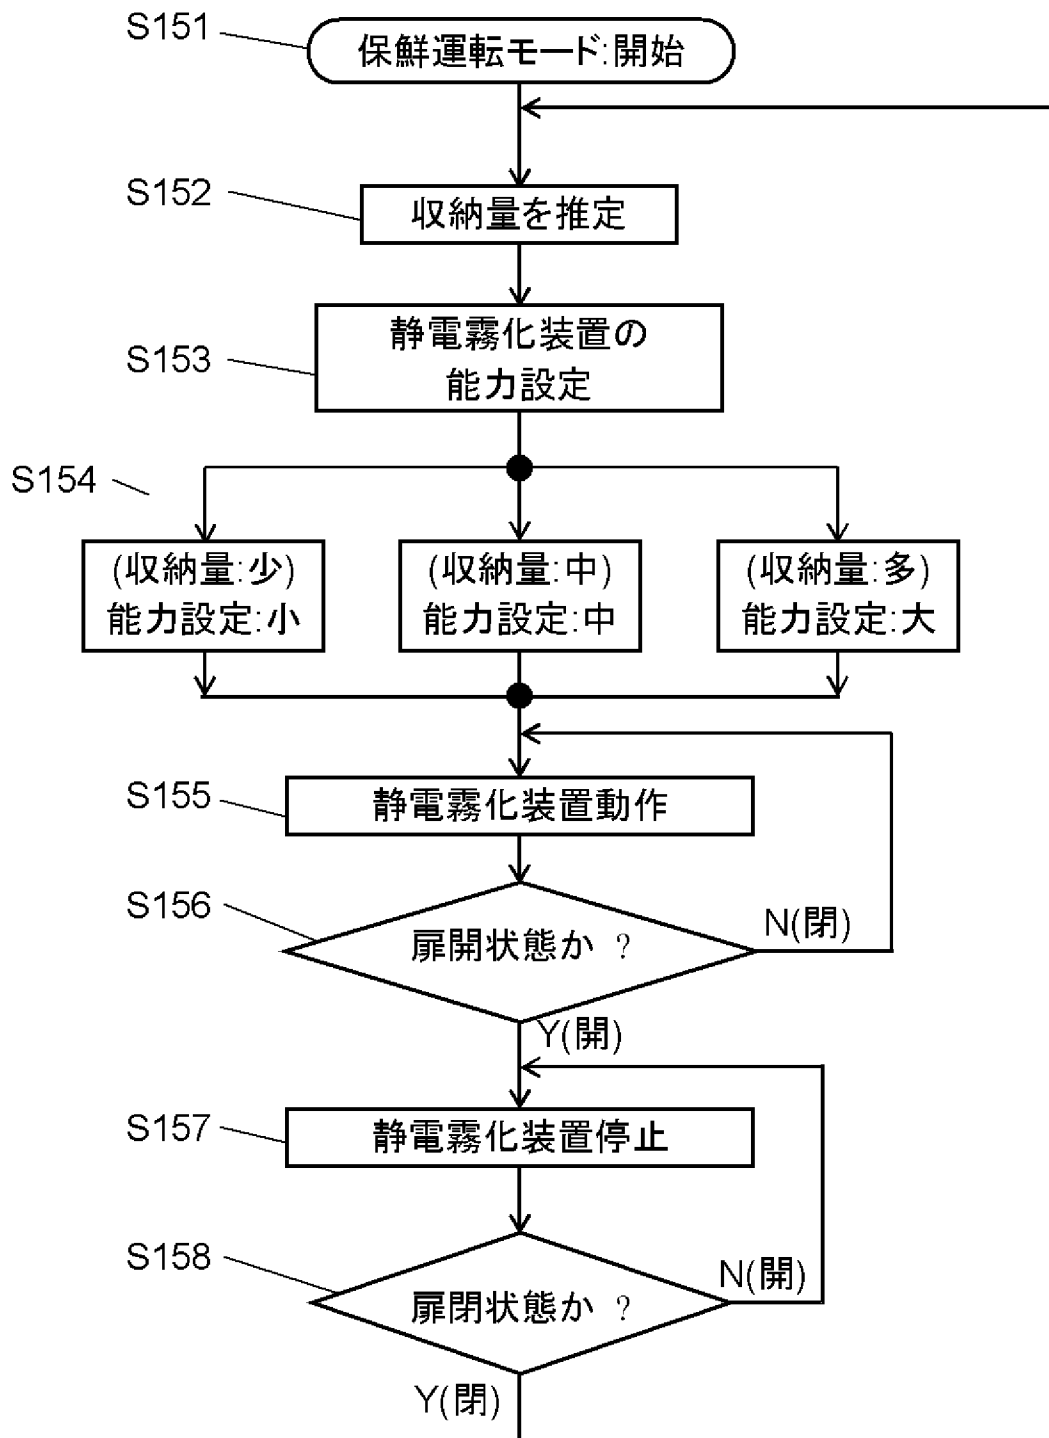 S151
保鮮運転モード:開始
S152
収納量を推定
S153
静電霧化装置の
能力設定
S154
(収納量:少)
能力設定:小
(収納量:中)
能力設定:中
(収納量:多)
能力設定:大
S155
静電霧化装置動作
S156
扉開状態か ?
N(閉)
Y(開)
S157
静電霧化装置停止
S158
扉閉状態か ?
N(開)
Y(閉)